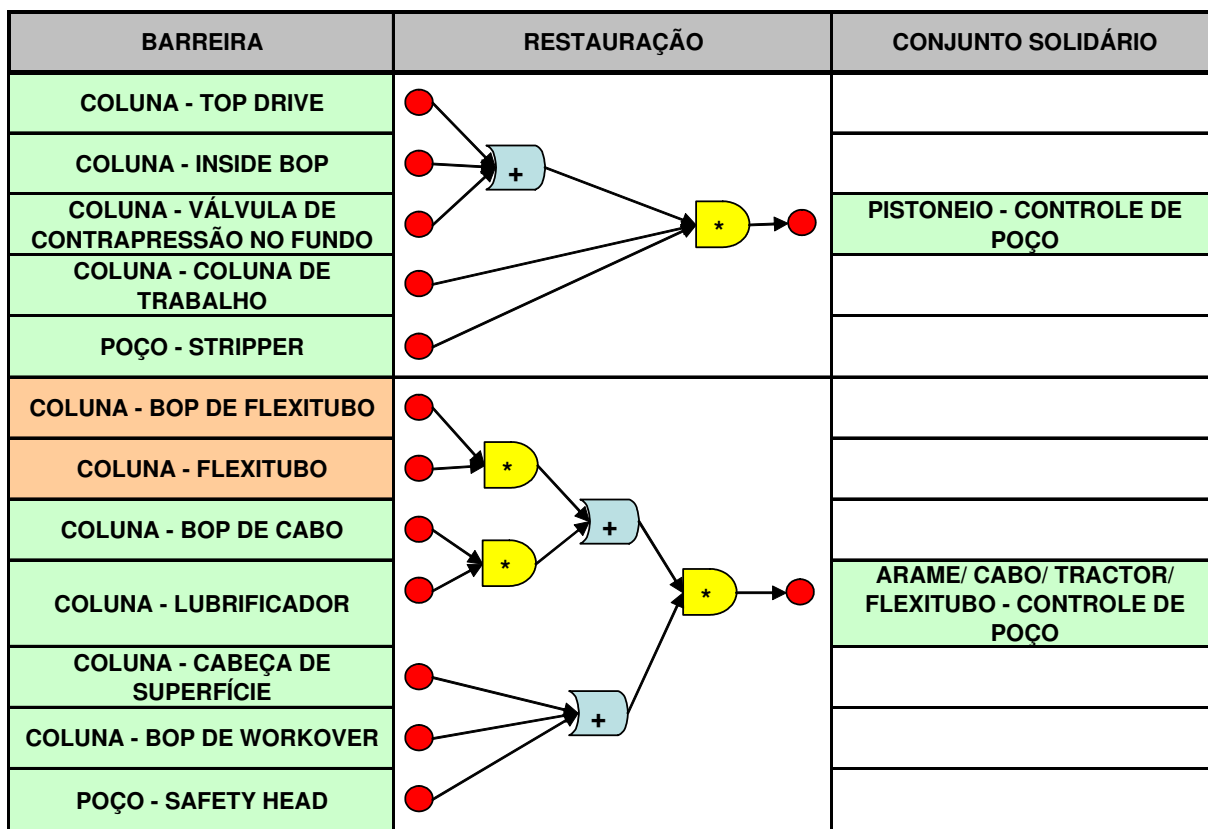 BARREIRA
RESTAURAÇÃO
CONJUNTO SOLIDÁRIO
COLUNA - TOP DRIVE
COLUNA - INSIDE BOP
+
COLUNA - VÁLVULA DE
CONTRAPRESSÃO NO FUNDO
*
PISTONEIO - CONTROLE DE
POÇO
COLUNA - COLUNA DE
TRABALHO
POÇO - STRIPPER
COLUNA - BOP DE FLEXITUBO
COLUNA - FLEXITUBO
*
COLUNA - BOP DE CABO
+
COLUNA - LUBRIFICADOR
*
*
ARAME/ CABO/ TRACTOR/
FLEXITUBO - CONTROLE DE
POÇO
COLUNA - CABEÇA DE
SUPERFÍCIE
+
COLUNA - BOP DE WORKOVER
POÇO - SAFETY HEAD